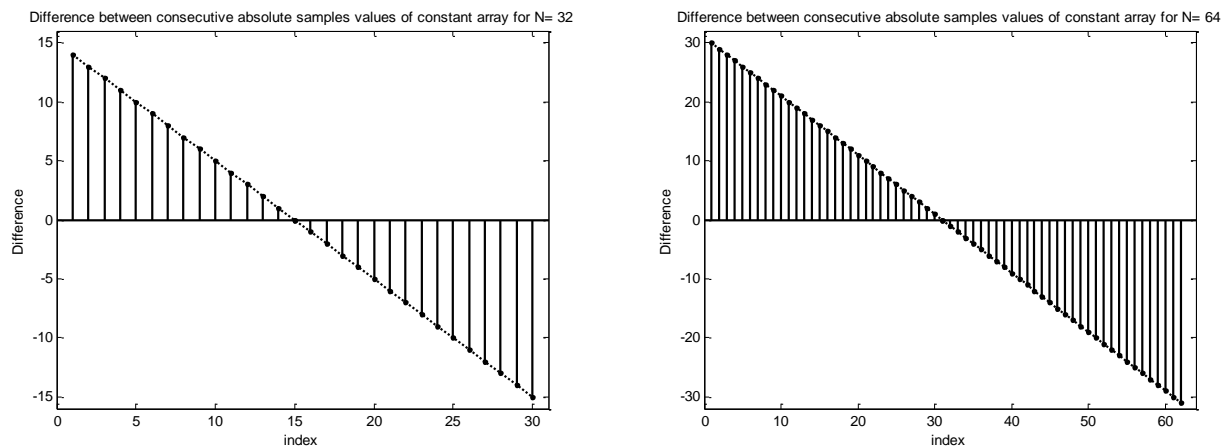 Difference between consecutive absolute samples values of constant array for N= 32
15
10
5
0
-5
-10
-15
Difference
0 5 10 15 20 25 30
index
Difference between consecutive absolute samples values of constant array for N= 64
30
20
10
0
-10
-20
-30
Difference
0 10 20 30 40 50 60
index